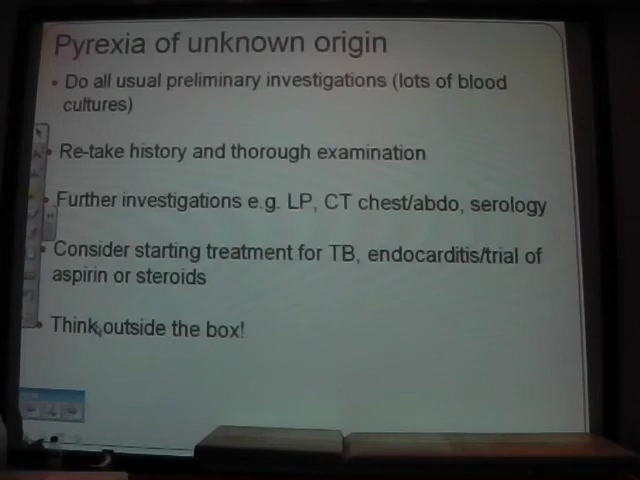 Pyrexia of unknown origin
• Do all usual preliminary investigations (lots of blood
cultures)
• Re-take history and thorough examination
• Further investigations e.g. LP, CT chest/abdo, serology
• Consider starting treatment for TB, endocarditis/trial of
aspirin or steroids
• Think outside the box!